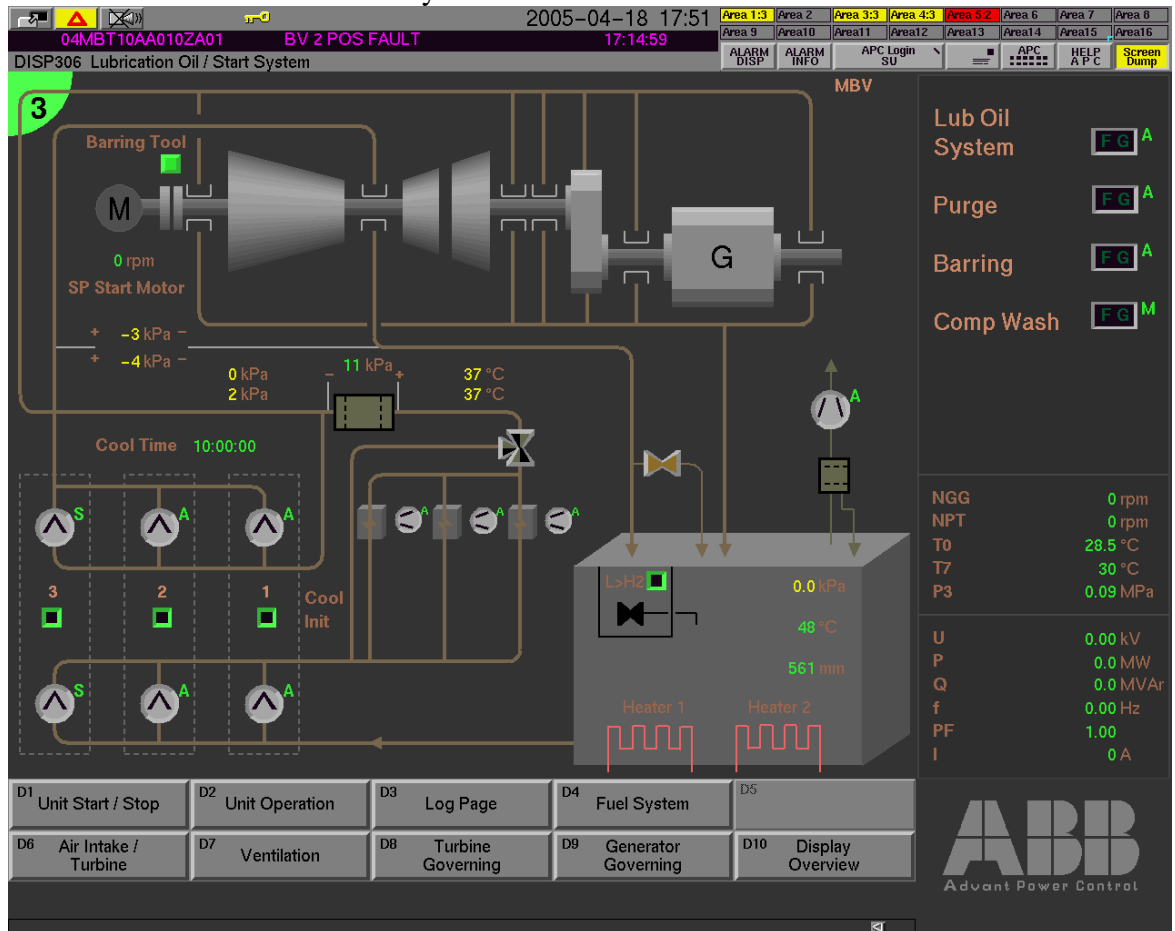 2005-04-18 17:51
04MBT10AA010ZA01 BV 2 POS FAULT 17:14:59
DISP306 Lubrication Oil / Start System
Area 1:3 Area 2 Area 3:3 Area 4:3 Area 5:2 Area 6 Area 7 Area 8
Area 9 Area10 Area11 Area12 Area13 Area14 Area15 Area16
ALARM DISP
ALARM INFO
APC Login SU
APC
HELP APC
Screen Dump
3
MBV
Barring Tool
M
G
0 rpm
SP Start Motor
+ -3 kPa -
+ -4 kPa -
0 kPa
2 kPa
- 11 kPa +
37 °C
37 °C
A
Cool Time 10:00:00
S A A
A A A
3 2 1
Cool
Init
S A A
L>H2
0.0 kPa
48 °C
561 mm
Heater 1 Heater 2
Lub Oil
System
F G A
Purge F G A
Barring F G A
Comp Wash F G M
NGG 0 rpm
NPT 0 rpm
T0 28.5 °C
T7 30 °C
P3 0.09 MPa
U 0.00 kV
P 0.0 MW
Q 0.0 MVAr
f 0.00 Hz
PF 1.00
I 0 A
D1 Unit Start / Stop
D2 Unit Operation
D3 Log Page
D4 Fuel System
D5
D6 Air Intake /
Turbine
D7 Ventilation
D8 Turbine
Governing
D9 Generator
Governing
D10 Display
Overview
ABB
Advant Power Control